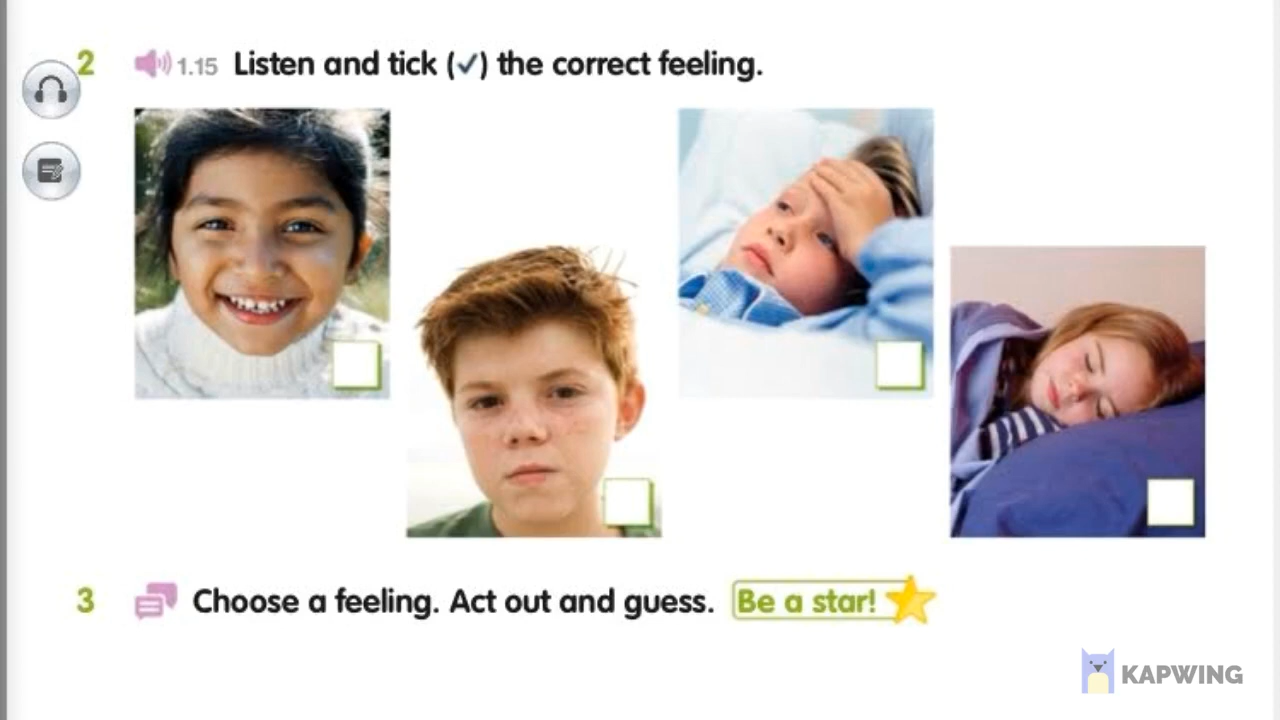 2 1.15 Listen and tick (✓) the correct feeling.
3 Choose a feeling. Act out and guess. Be a star!
KAPWING